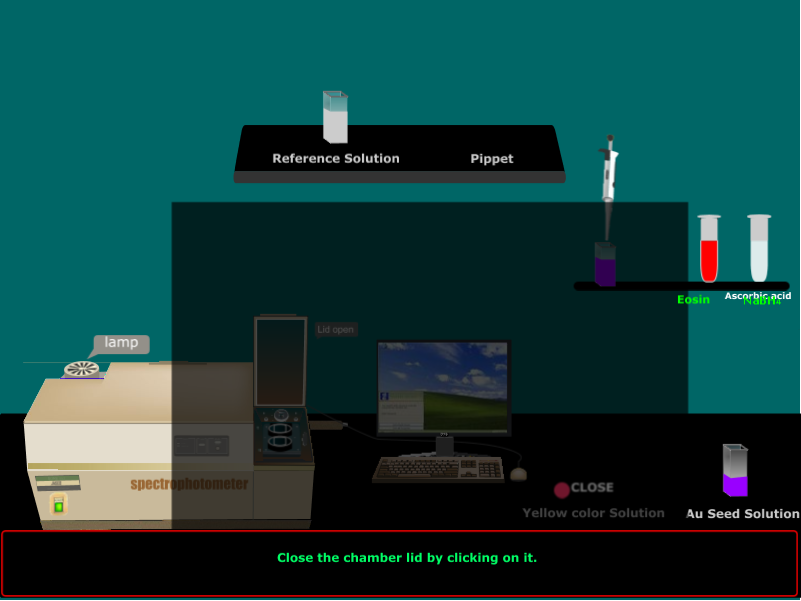 Reference Solution
Pippet
Eosin
Ascorbic acid
lamp
Lid open
spectrophotometer
CLOSE
Yellow color Solution
Au Seed Solution
Close the chamber lid by clicking on it.